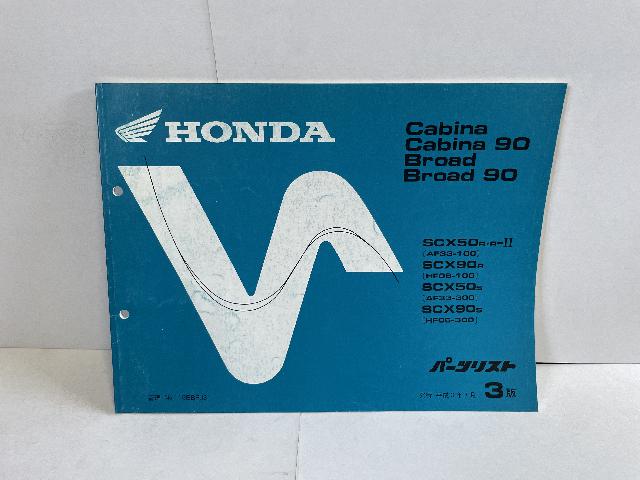 HONDA
Cabina
Cabina 90
Broad
Broad 90
SCX50R·R-II
(AF33-100)
SCX90R
(HF06-100)
SCX50S
(AF33-300)
SCX90S
(HF06-300)
パーツリスト
3版